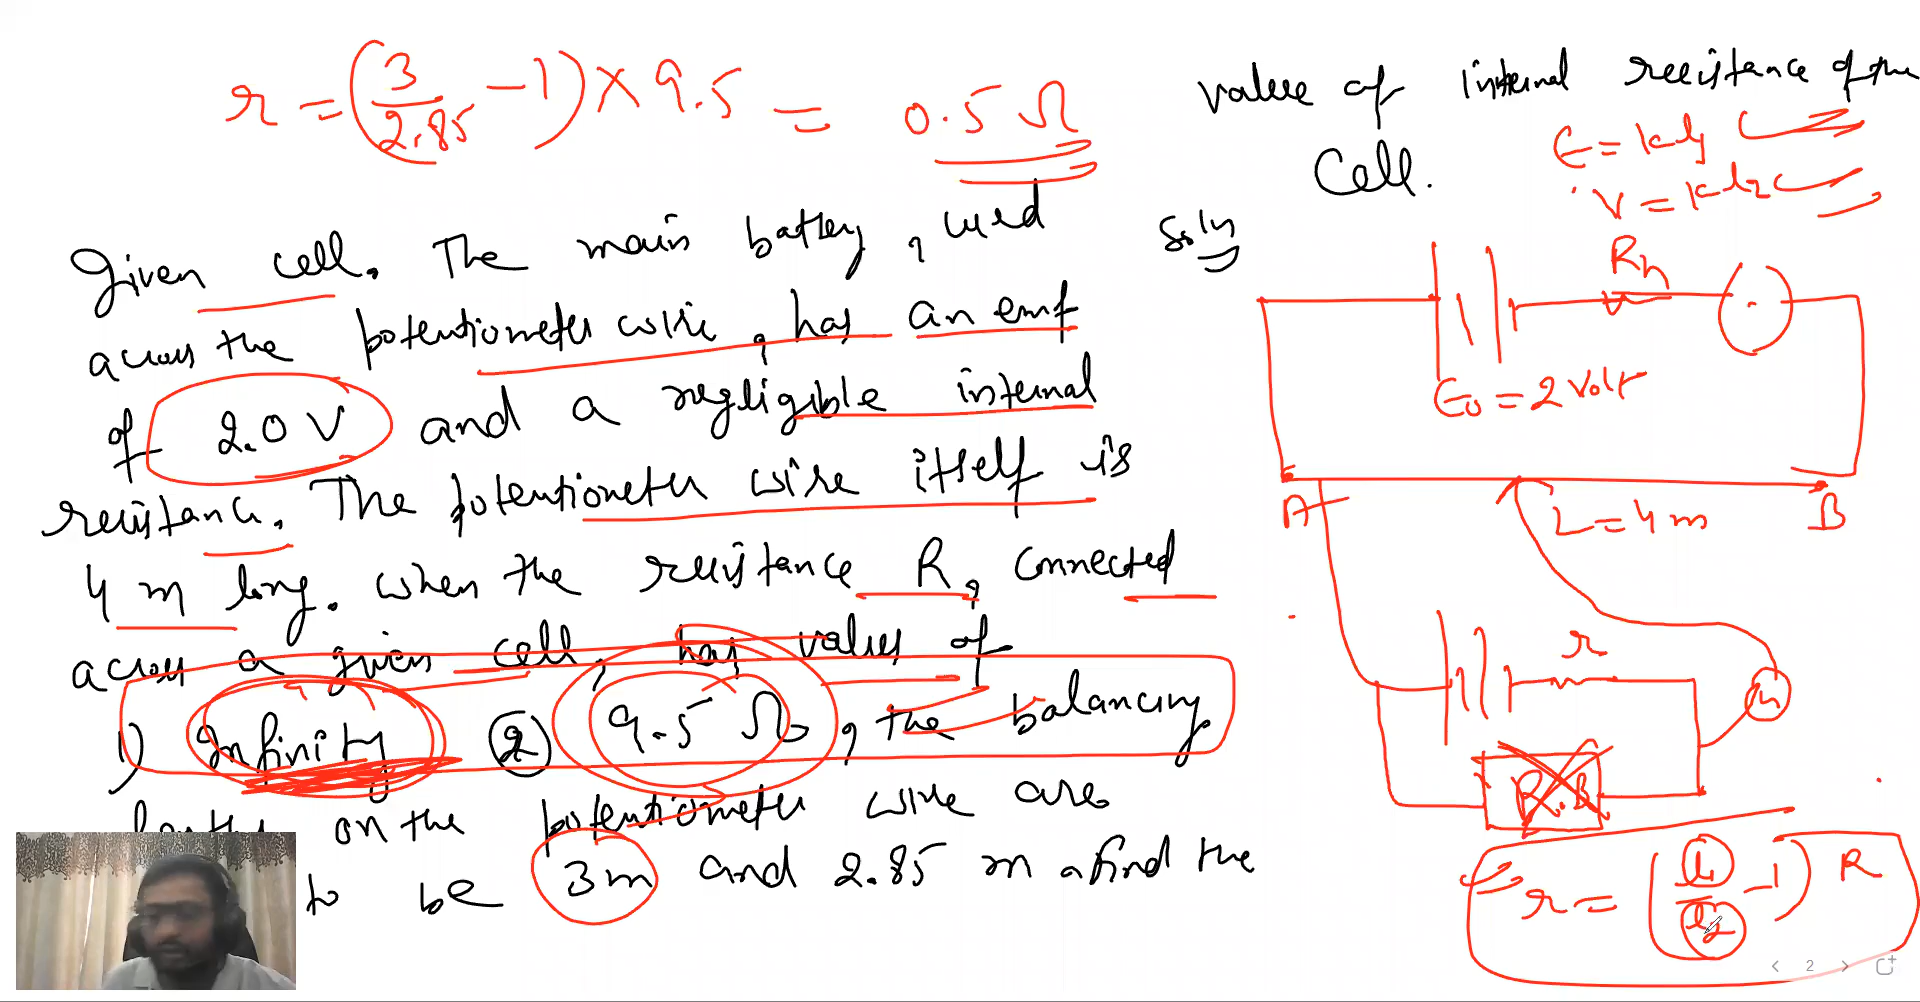 r = (3/2.85 - 1) × 9.5 = 0.5 Ω
Given cell. The main battery, used
across the potentiometer wire, has an emf
of 2.0 V and a negligible internal
resistance. The potentiometer wire itself is
4 m long. when the resistance R, connected
across a given cell, has values of
1) Infinity 2) 9.5 Ω, the balancing
on the potentiometer wire are
to be 3m and 2.85 m find the
value of internal resistance of the
Cell.
E = kl1
V = kl2
Soln
Rh
E0 = 2 Volt
A L = 4 m B
r
R.B
r = (l1/l2 - 1) R
2